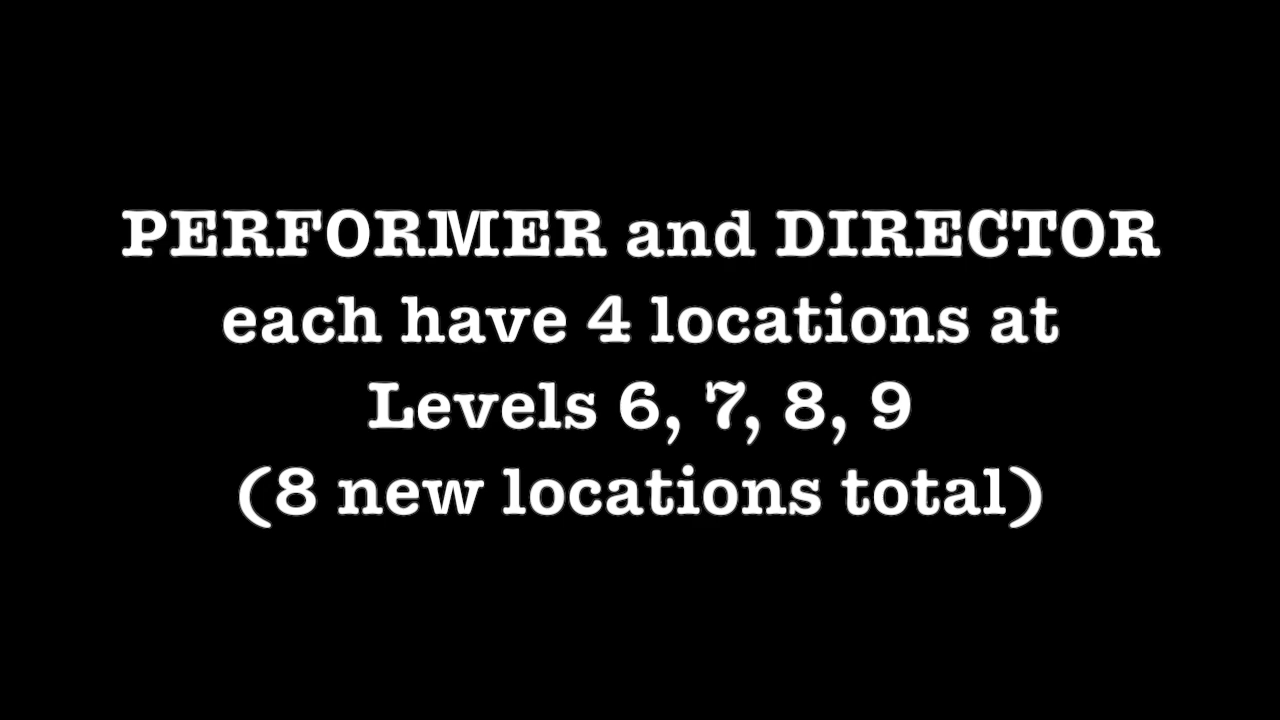 PERFORMER and DIRECTOR
each have 4 locations at
Levels 6, 7, 8, 9
(8 new locations total)